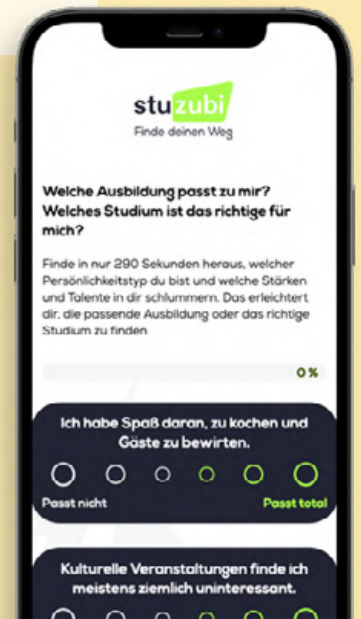 stuzubi
Finde deinen Weg
Welche Ausbildung passt zu mir?
Welches Studium ist das richtige für
mich?
Finde in nur 290 Sekunden heraus, welcher
Persönlichkeitstyp du bist und welche Stärken
und Talente in dir schlummern. Das erleichtert
dir, die passende Ausbildung oder das richtige
Studium zu finden
0 %
Ich habe Spaß daran, zu kochen und
Gäste zu bewirten.
Passt nicht Passt total
Kulturelle Veranstaltungen finde ich
meistens ziemlich uninteressant.